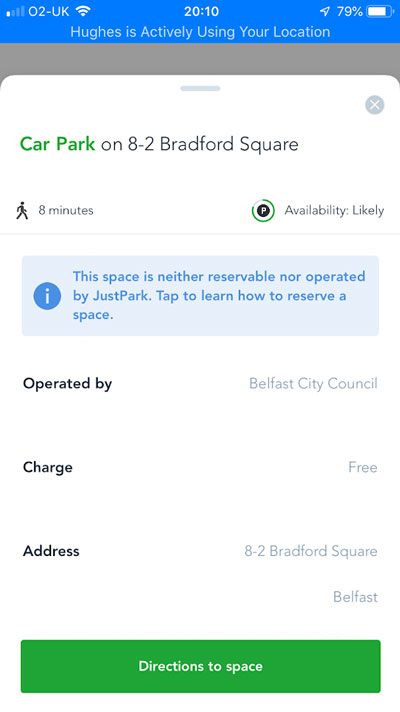 O2-UK 20:10 79%
Hughes is Actively Using Your Location
Car Park on 8-2 Bradford Square
8 minutes P Availability: Likely
This space is neither reservable nor operated
by JustPark. Tap to learn how to reserve a
space.
Operated by Belfast City Council
Charge Free
Address 8-2 Bradford Square
Belfast
Directions to space